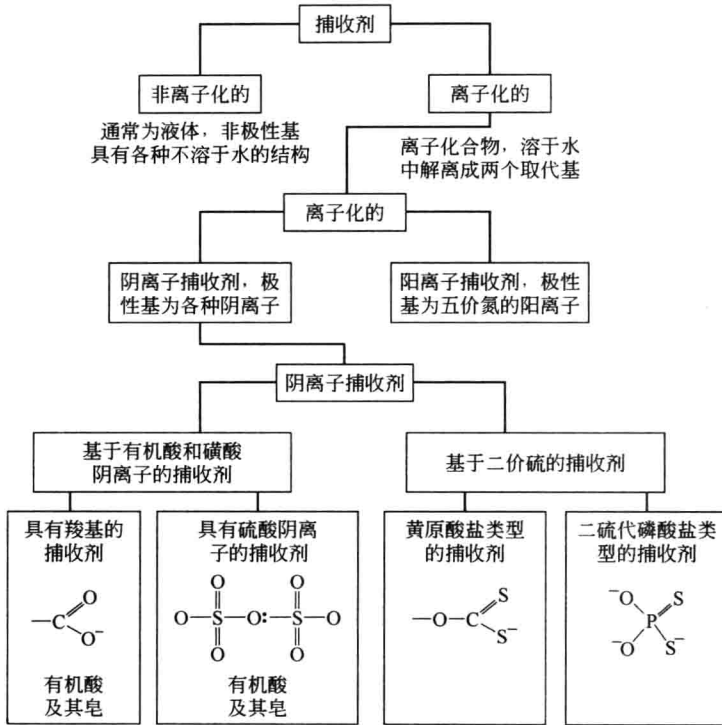 捕收剂
非离子化的
离子化的
通常为液体，非极性基
具有各种不溶于水的结构
离子化合物，溶于水
中解离成两个取代基
离子化的
阴离子捕收剂，极
性基为各种阴离子
阳离子捕收剂，极性
基为五价氮的阳离子
阴离子捕收剂
基于有机酸和磺酸
阴离子的捕收剂
基于二价硫的捕收剂
具有羧基的
捕收剂
C
O
O⁻
有机酸
及其皂
具有硫酸阴离
子的捕收剂
O O
O S O: S O
O O
有机酸
及其皂
黄原酸盐类型
的捕收剂
S
O C
S⁻
二硫代磷酸盐类
型的捕收剂
⁻O S
P
⁻O S⁻